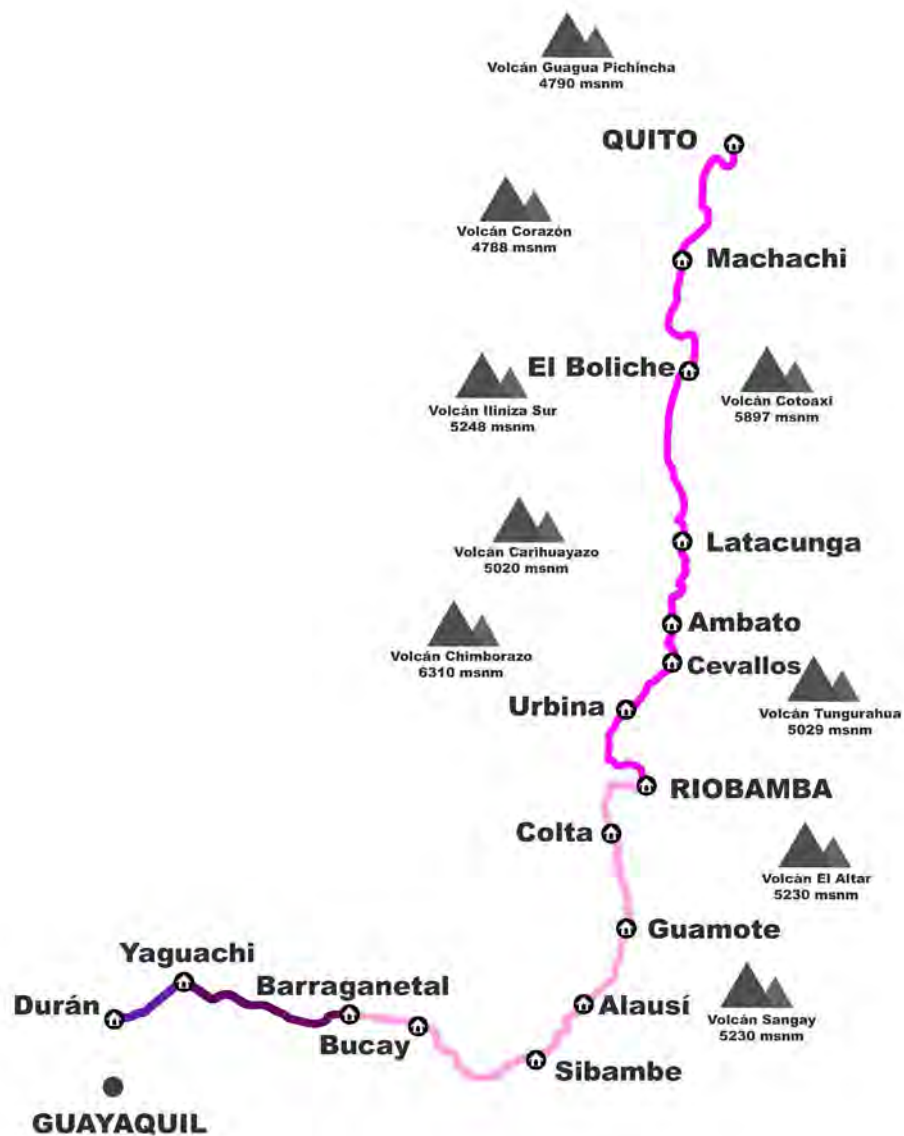 Volcán Guagua Pichincha
4790 msnm
QUITO
Volcán Corazón
4788 msnm
Machachi
El Boliche
Volcán Iliniza Sur
5248 msnm
Volcán Cotoaxi
5897 msnm
Volcán Carihuayazo
5020 msnm
Latacunga
Ambato
Volcán Chimborazo
6310 msnm
Cevallos
Urbina
Volcán Tungurahua
5029 msnm
RIOBAMBA
Colta
Volcán El Altar
5230 msnm
Guamote
Yaguachi
Barraganetal
Durán
Alausí
Volcán Sangay
5230 msnm
Bucay
Sibambe
GUAYAQUIL